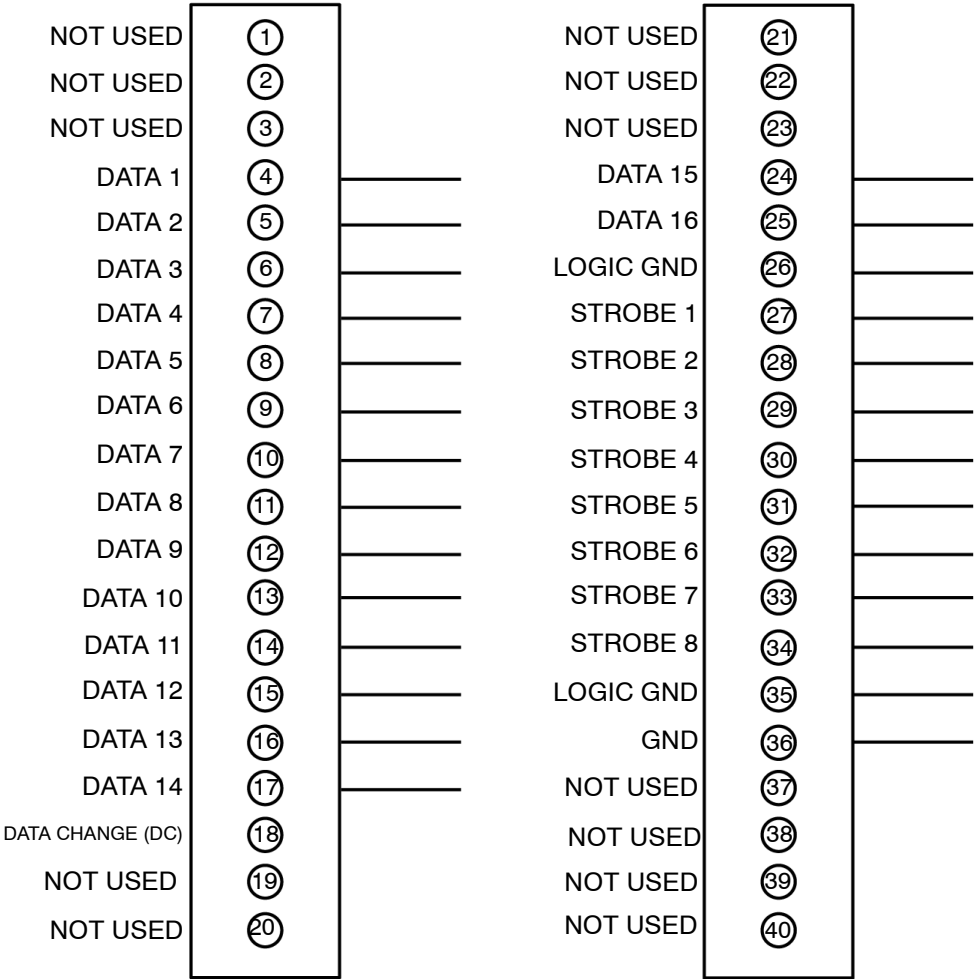 NOT USED 1
NOT USED 2
NOT USED 3
DATA 1 4
DATA 2 5
DATA 3 6
DATA 4 7
DATA 5 8
DATA 6 9
DATA 7 10
DATA 8 11
DATA 9 12
DATA 10 13
DATA 11 14
DATA 12 15
DATA 13 16
DATA 14 17
DATA CHANGE (DC) 18
NOT USED 19
NOT USED 20
NOT USED 21
NOT USED 22
NOT USED 23
DATA 15 24
DATA 16 25
LOGIC GND 26
STROBE 1 27
STROBE 2 28
STROBE 3 29
STROBE 4 30
STROBE 5 31
STROBE 6 32
STROBE 7 33
STROBE 8 34
LOGIC GND 35
GND 36
NOT USED 37
NOT USED 38
NOT USED 39
NOT USED 40